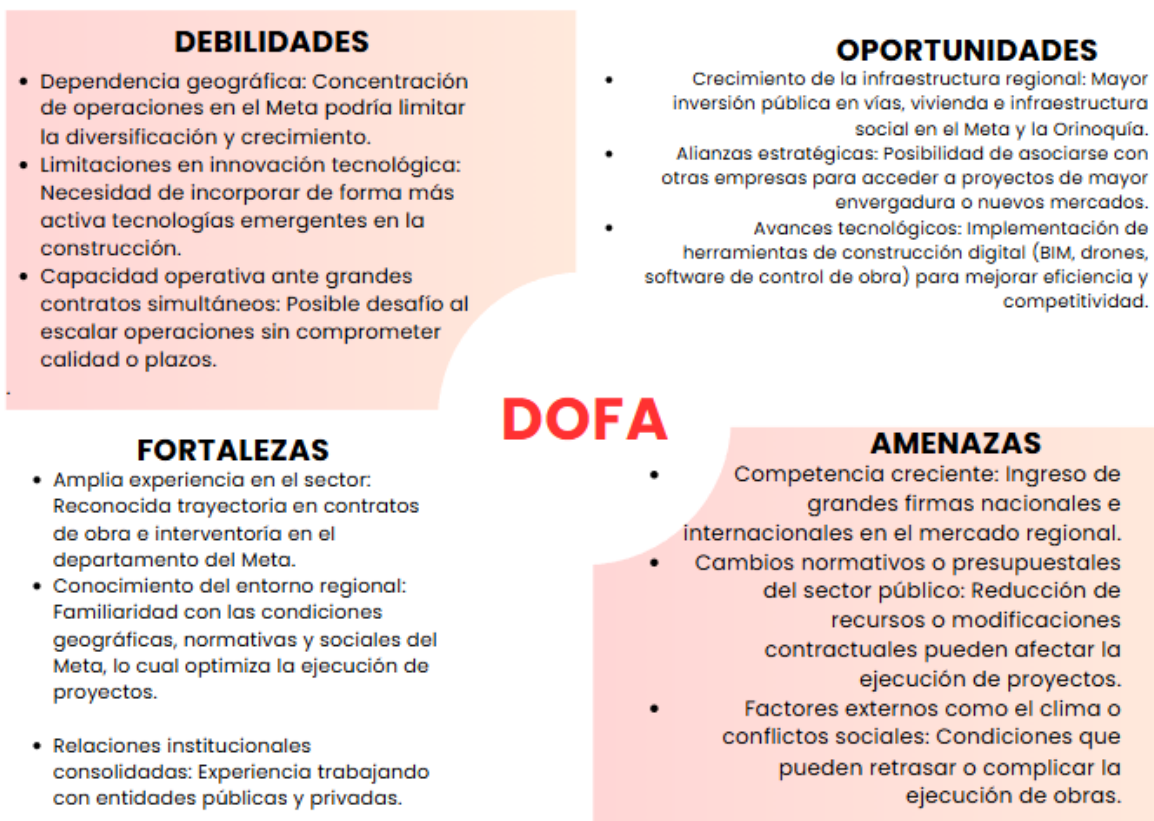 DEBILIDADES
• Dependencia geográfica: Concentración
de operaciones en el Meta podría limitar
la diversificación y crecimiento.
• Limitaciones en innovación tecnológica:
Necesidad de incorporar de forma más
activa tecnologías emergentes en la
construcción.
• Capacidad operativa ante grandes
contratos simultáneos: Posible desafío al
escalar operaciones sin comprometer
calidad o plazos.
.
OPORTUNIDADES
• Crecimiento de la infraestructura regional: Mayor
inversión pública en vías, vivienda e infraestructura
social en el Meta y la Orinoquía.
• Alianzas estratégicas: Posibilidad de asociarse con
otras empresas para acceder a proyectos de mayor
envergadura o nuevos mercados.
• Avances tecnológicos: Implementación de
herramientas de construcción digital (BIM, drones,
software de control de obra) para mejorar eficiencia y
competitividad.
DOFA
FORTALEZAS
• Amplia experiencia en el sector:
Reconocida trayectoria en contratos
de obra e interventoría en el
departamento del Meta.
• Conocimiento del entorno regional:
Familiaridad con las condiciones
geográficas, normativas y sociales del
Meta, lo cual optimiza la ejecución de
proyectos.
• Relaciones institucionales
consolidadas: Experiencia trabajando
con entidades públicas y privadas.
AMENAZAS
• Competencia creciente: Ingreso de
grandes firmas nacionales e
internacionales en el mercado regional.
• Cambios normativos o presupuestales
del sector público: Reducción de
recursos o modificaciones
contractuales pueden afectar la
ejecución de proyectos.
• Factores externos como el clima o
conflictos sociales: Condiciones que
pueden retrasar o complicar la
ejecución de obras.